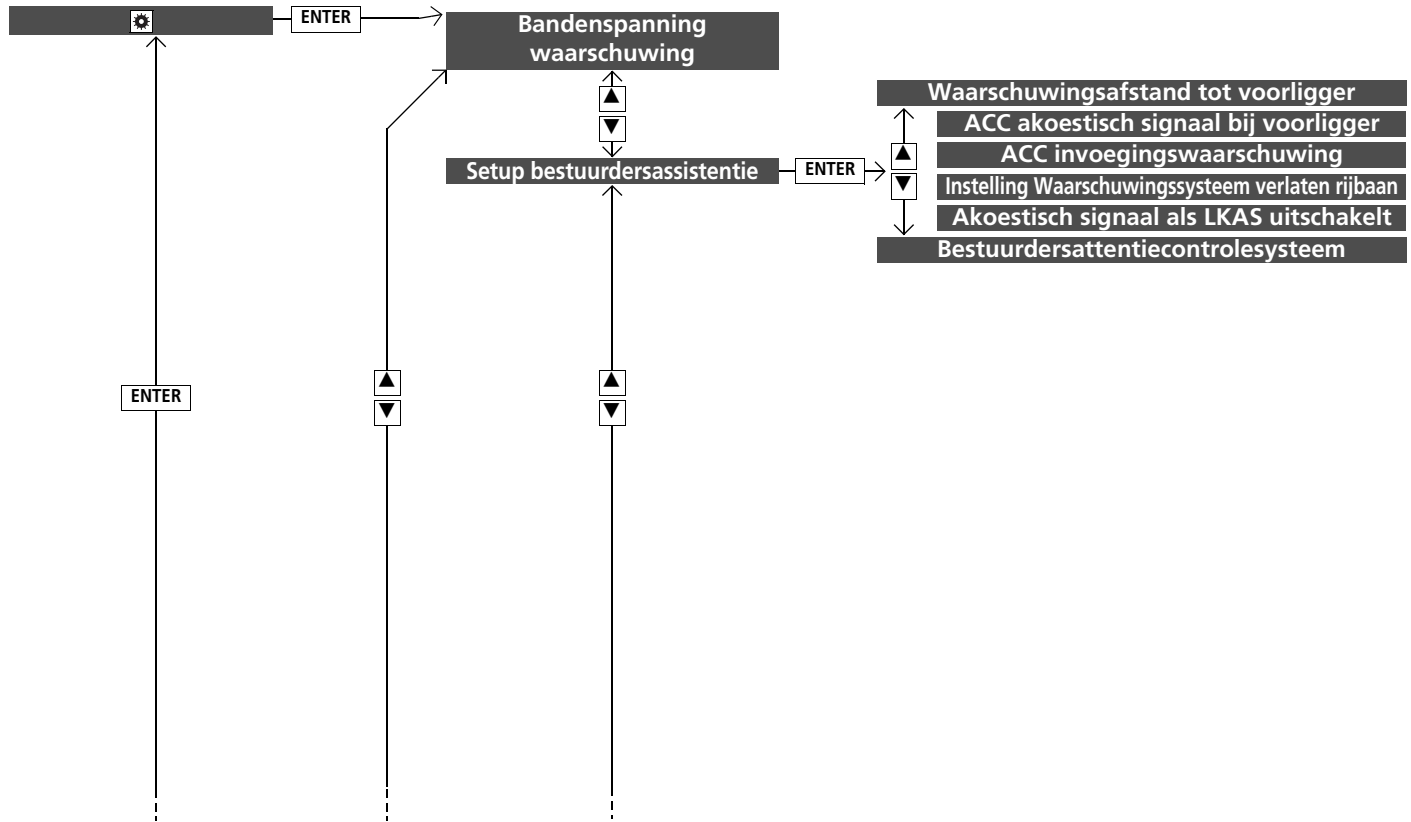 ENTER
Bandenspanning
waarschuwing
Waarschuwingsafstand tot voorligger
ACC akoestisch signaal bij voorligger
ACC invoegingswaarschuwing
Setup bestuurdersassistentie
ENTER
Instelling Waarschuwingssysteem verlaten rijbaan
Akoestisch signaal als LKAS uitschakelt
Bestuurdersattentiecontrolesysteem
ENTER